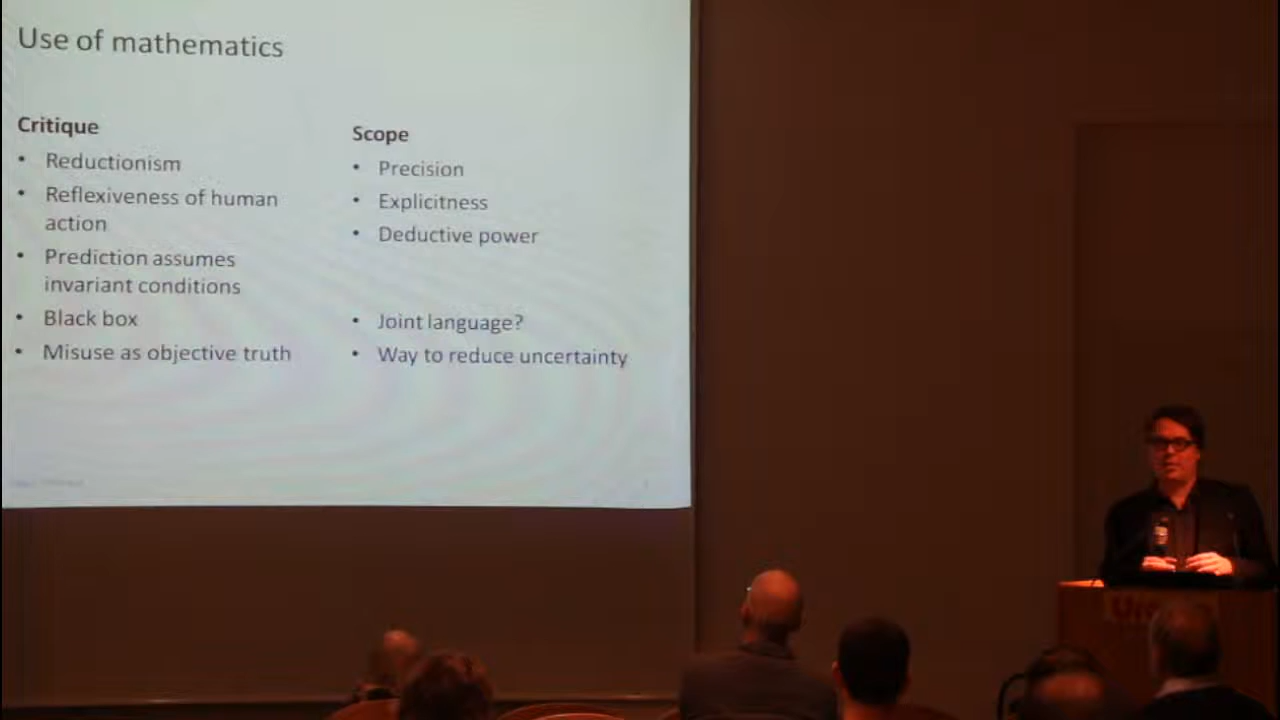 Use of mathematics
Critique
• Reductionism
• Reflexiveness of human
action
• Prediction assumes
invariant conditions
• Black box
• Misuse as objective truth
Scope
• Precision
• Explicitness
• Deductive power
• Joint language?
• Way to reduce uncertainty